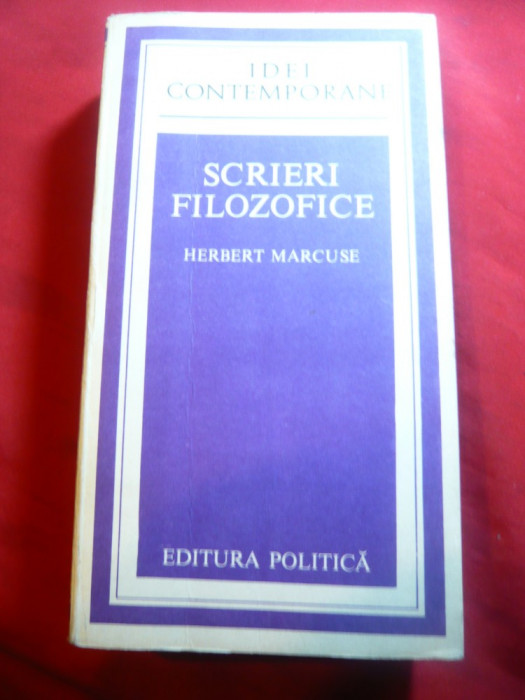 IDEI
CONTEMPORANE
SCRIERI
FILOZOFICE
HERBERT MARCUSE
EDITURA POLITICĂ